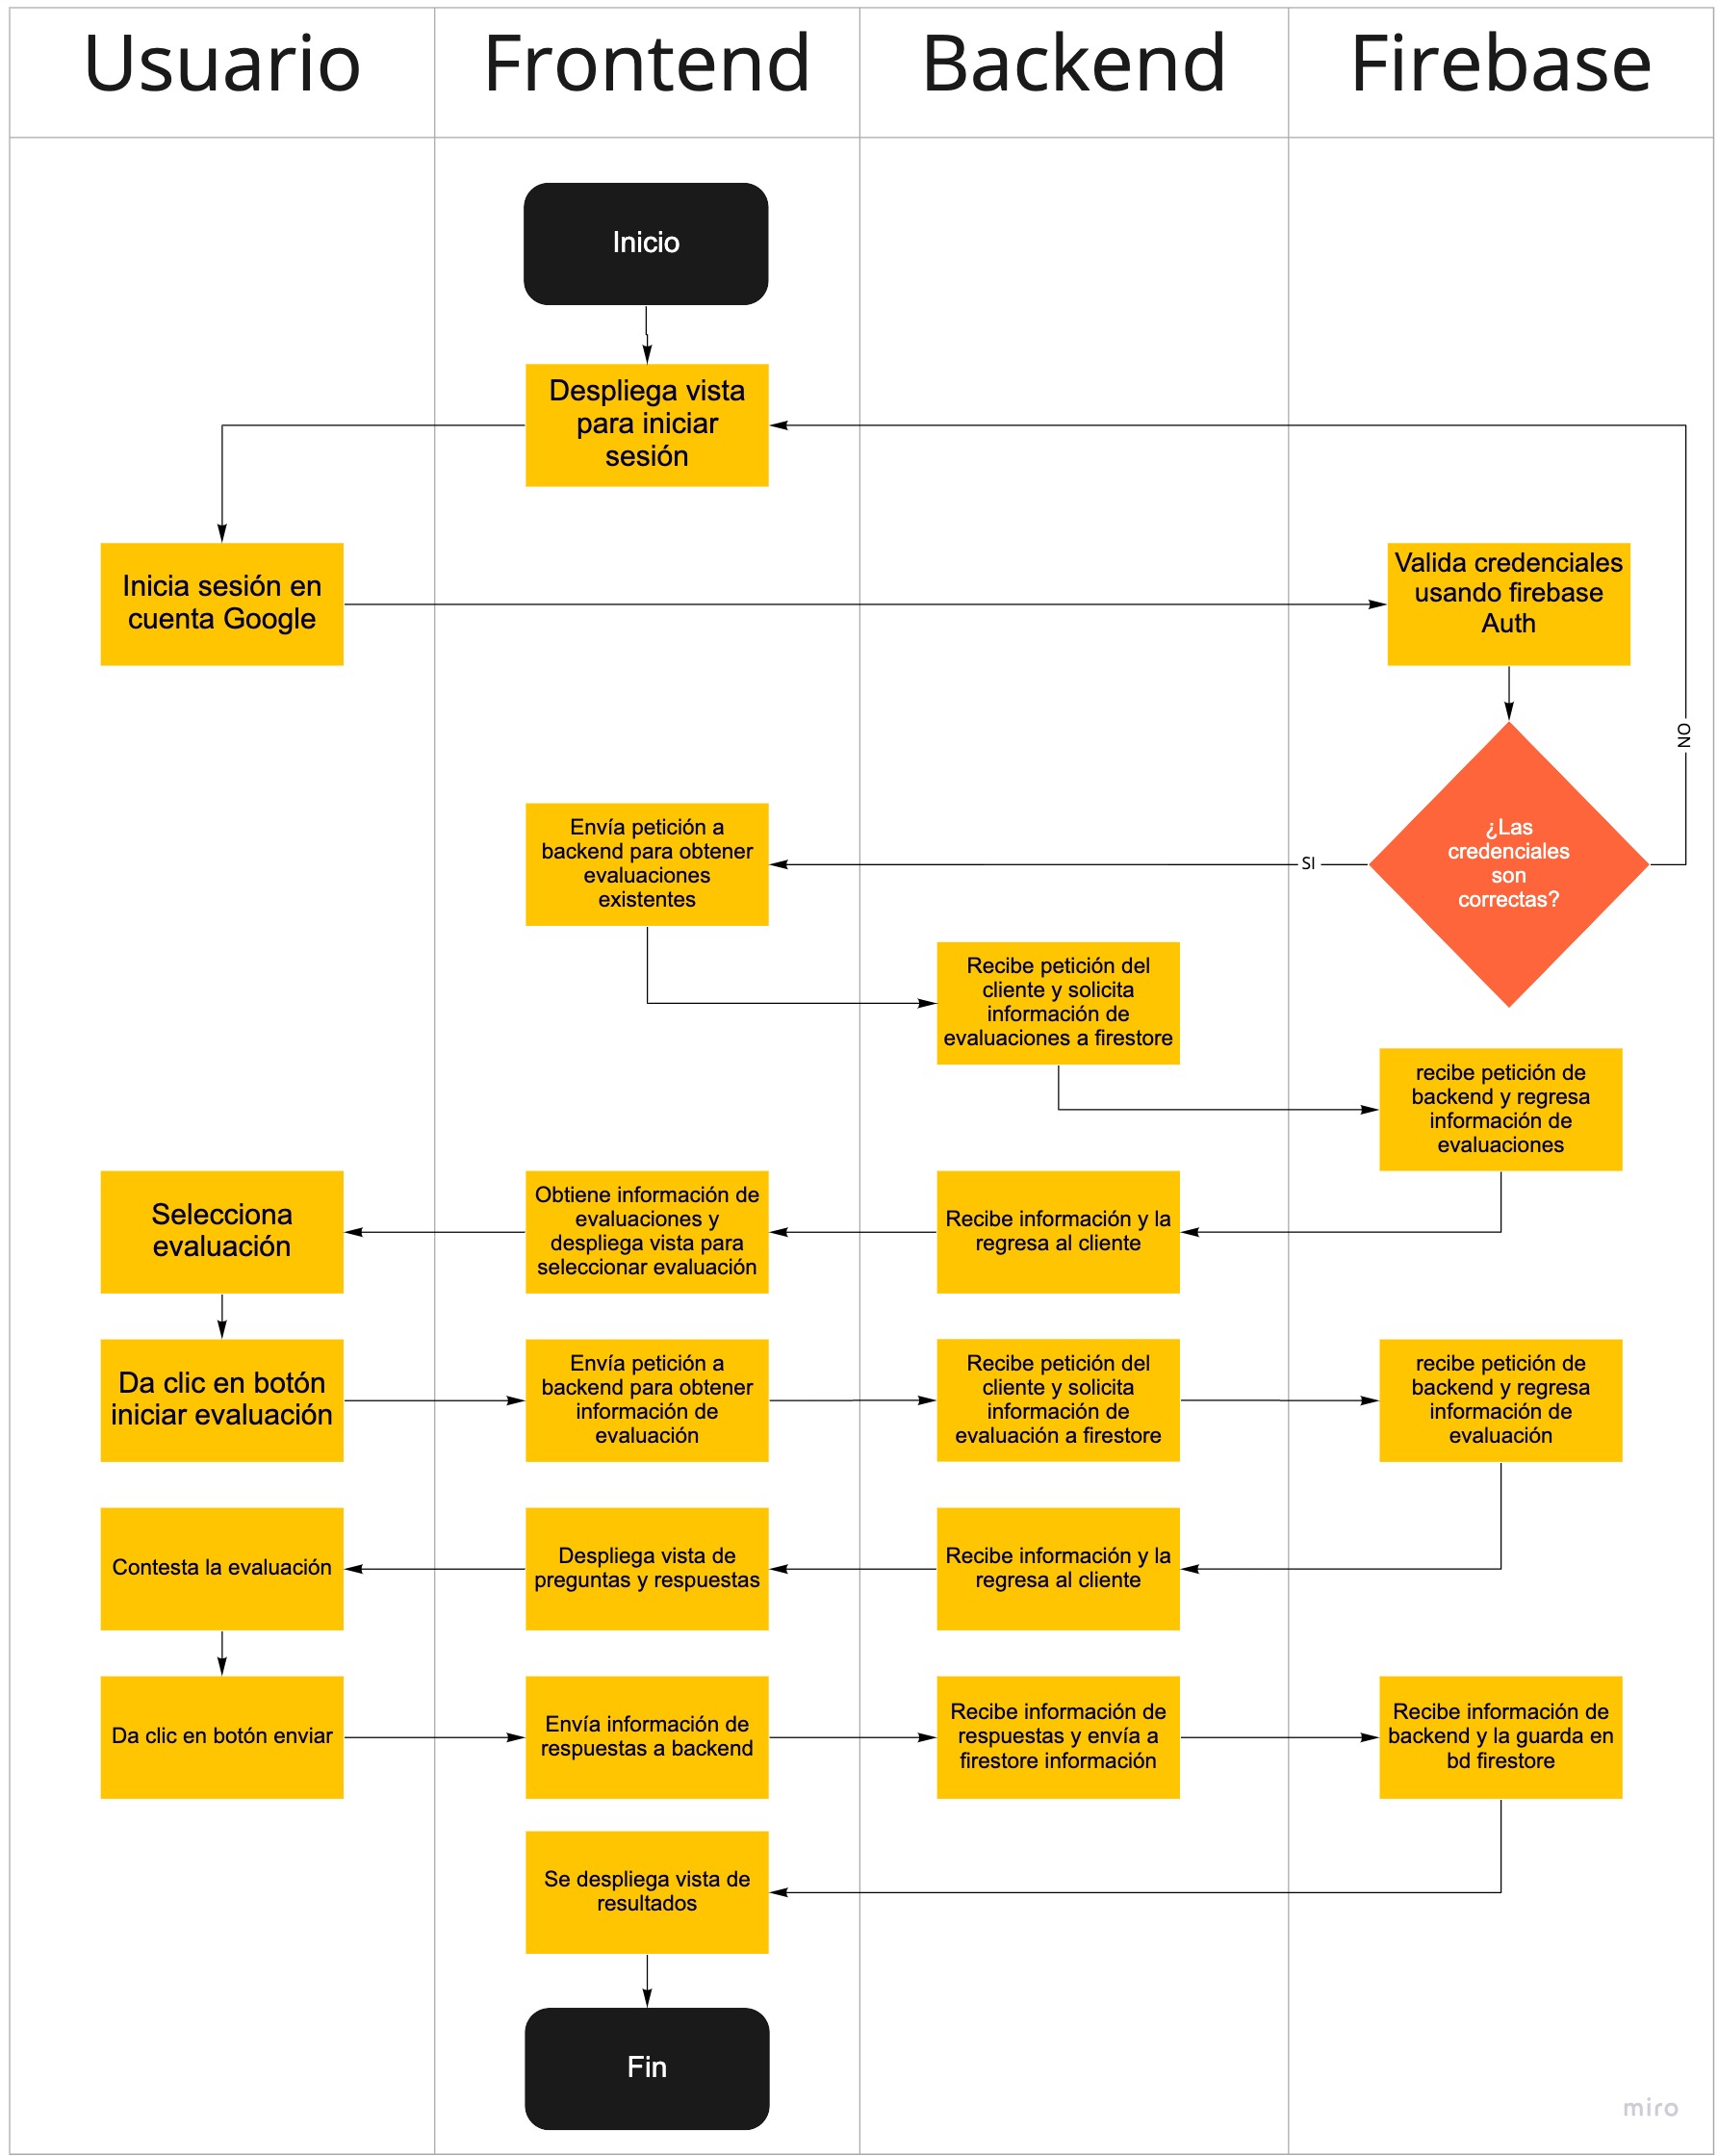 Usuario
Frontend
Backend
Firebase
Inicio
Despliega vista
para iniciar
sesión
Inicia sesión en
cuenta Google
Valida credenciales
usando firebase
Auth
NO
¿Las
credenciales
son
correctas?
SI
Envía petición a
backend para obtener
evaluaciones
existentes
Recibe petición del
cliente y solicita
información de
evaluaciones a firestore
recibe petición de
backend y regresa
información de
evaluaciones
Recibe información y la
regresa al cliente
Obtiene información de
evaluaciones y
despliega vista para
seleccionar evaluación
Selecciona
evaluación
Da clic en botón
iniciar evaluación
Envía petición a
backend para obtener
información de
evaluación
Recibe petición del
cliente y solicita
información de
evaluación a firestore
recibe petición de
backend y regresa
información de
evaluación
Recibe información y la
regresa al cliente
Despliega vista de
preguntas y respuestas
Contesta la evaluación
Da clic en botón enviar
Envía información de
respuestas a backend
Recibe información de
respuestas y envía a
firestore información
Recibe información de
backend y la guarda en
bd firestore
Se despliega vista de
resultados
Fin
miro